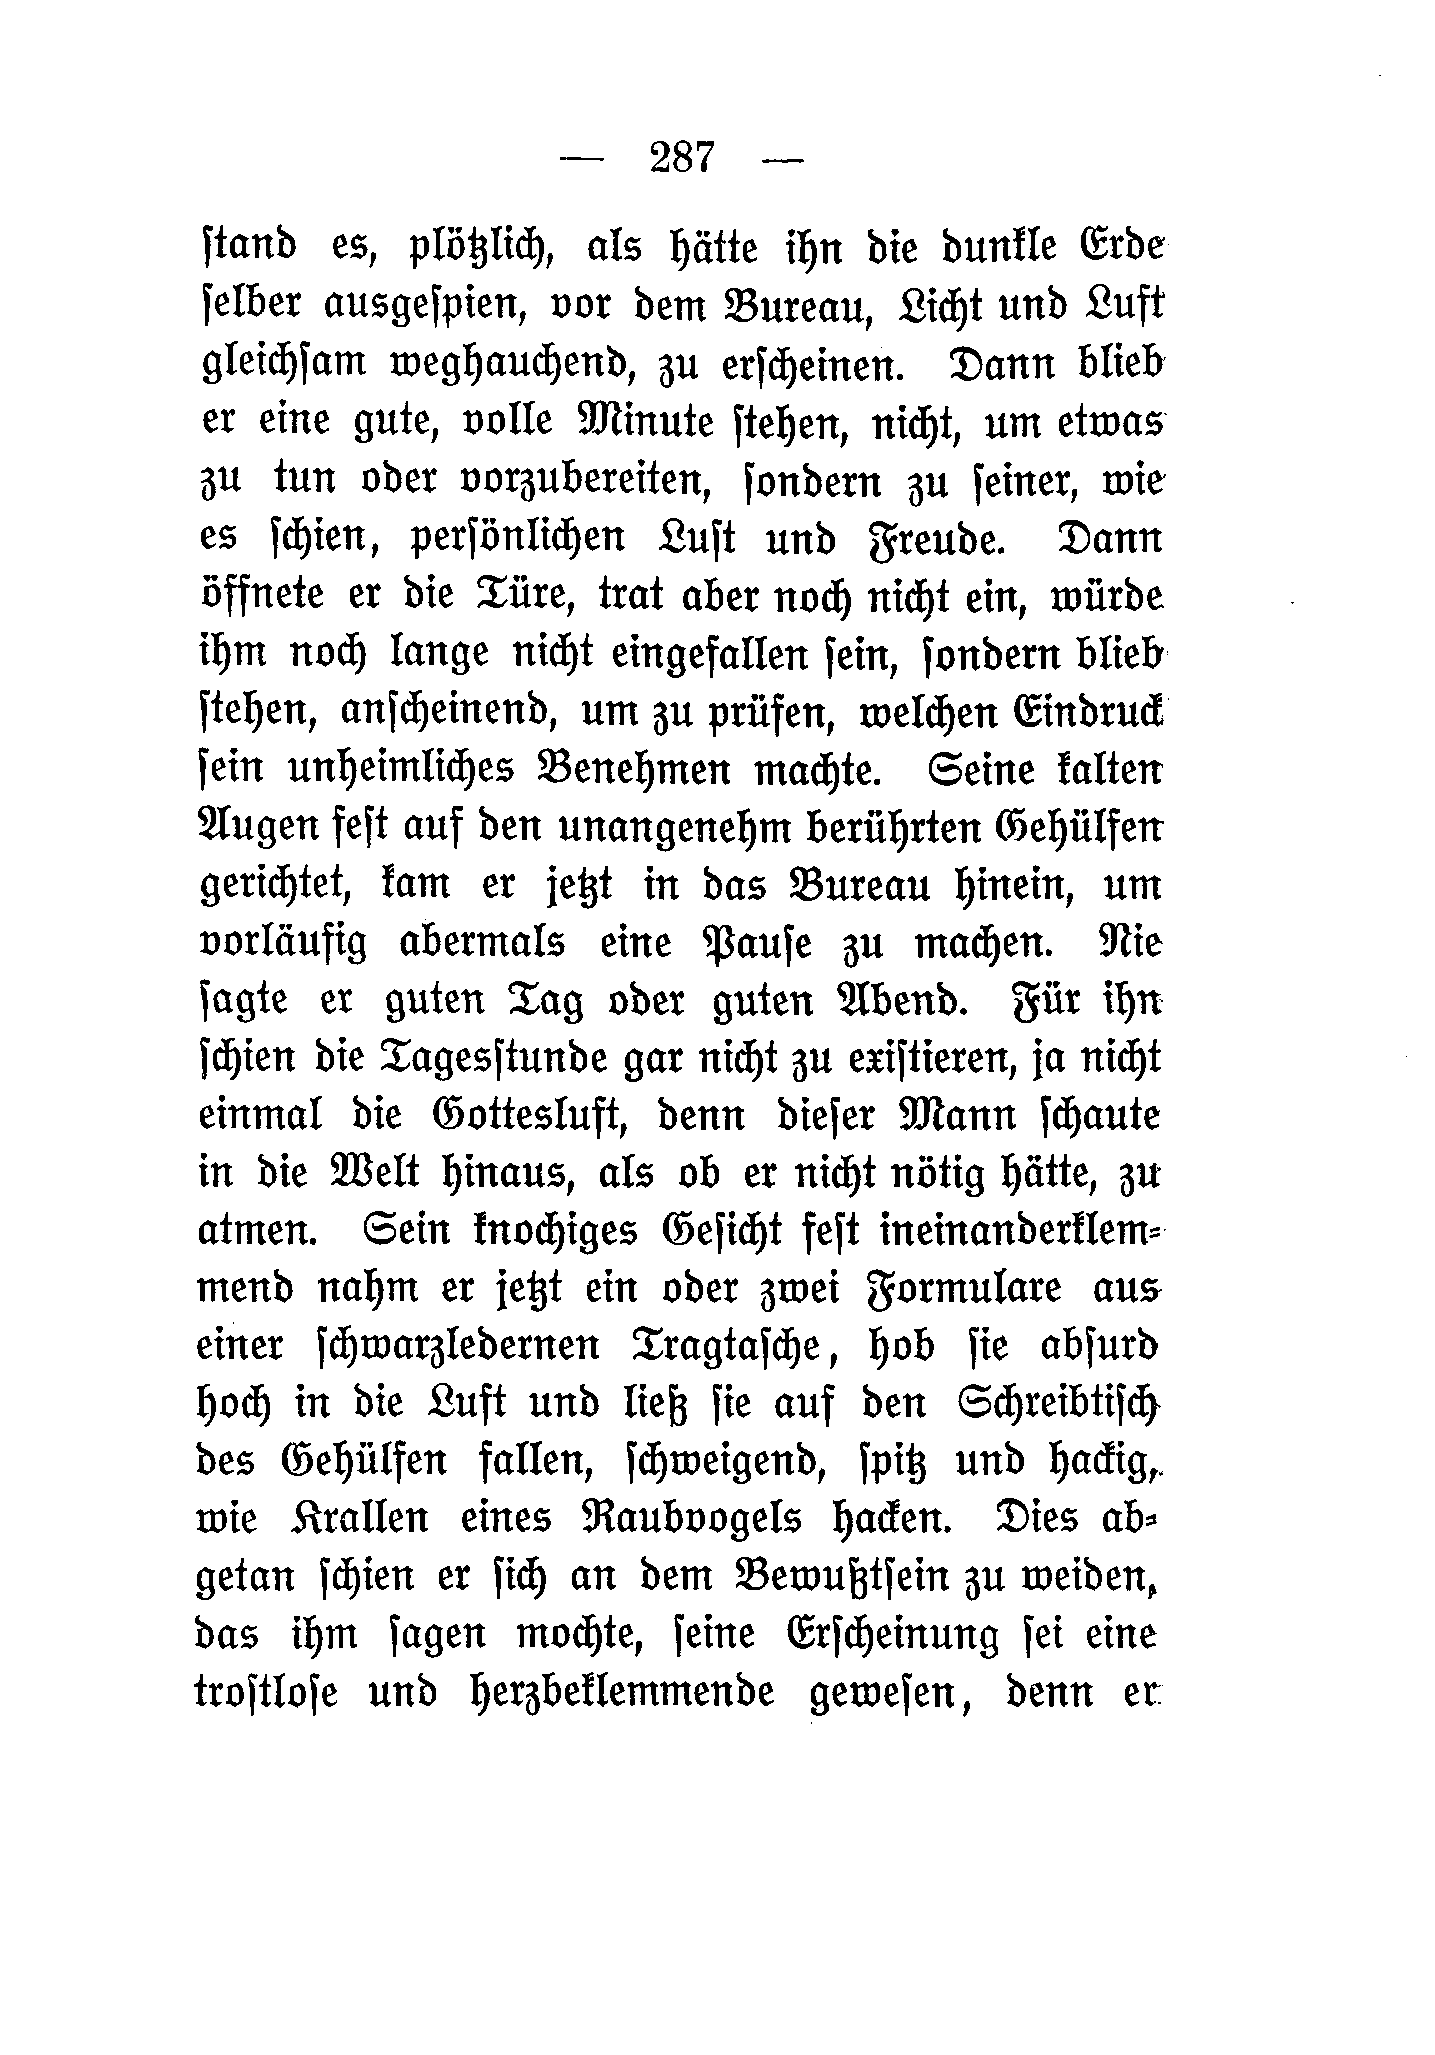 — 287 —
ſtand es, plötzlich, als hätte ihn die dunkle Erde
ſelber ausgeſpien, vor dem Bureau, Licht und Luft
gleichſam weghauchend, zu erſcheinen. Dann blieb
er eine gute, volle Minute ſtehen, nicht, um etwas
zu tun oder vorzubereiten, ſondern zu ſeiner, wie
es ſchien, perſönlichen Luſt und Freude. Dann
öffnete er die Türe, trat aber noch nicht ein, würde
ihm noch lange nicht eingefallen ſein, ſondern blieb
ſtehen, anſcheinend, um zu prüfen, welchen Eindruck
ſein unheimliches Benehmen machte. Seine kalten
Augen feſt auf den unangenehm berührten Gehülfen
gerichtet, kam er jetzt in das Bureau hinein, um
vorläufig abermals eine Pauſe zu machen. Nie
ſagte er guten Tag oder guten Abend. Für ihn
ſchien die Tagesſtunde gar nicht zu exiſtieren, ja nicht
einmal die Gottesluft, denn dieſer Mann ſchaute
in die Welt hinaus, als ob er nicht nötig hätte, zu
atmen. Sein knochiges Geſicht feſt ineinanderklem⸗
mend nahm er jetzt ein oder zwei Formulare aus
einer ſchwarzledernen Tragtaſche, hob ſie abſurd
hoch in die Luft und ließ ſie auf den Schreibtiſch
des Gehülfen fallen, ſchweigend, ſpitz und hackig,
wie Krallen eines Raubvogels hacken. Dies ab⸗
getan ſchien er ſich an dem Bewußtſein zu weiden,
das ihm ſagen mochte, ſeine Erſcheinung ſei eine
troſtloſe und herzbeklemmende geweſen, denn er